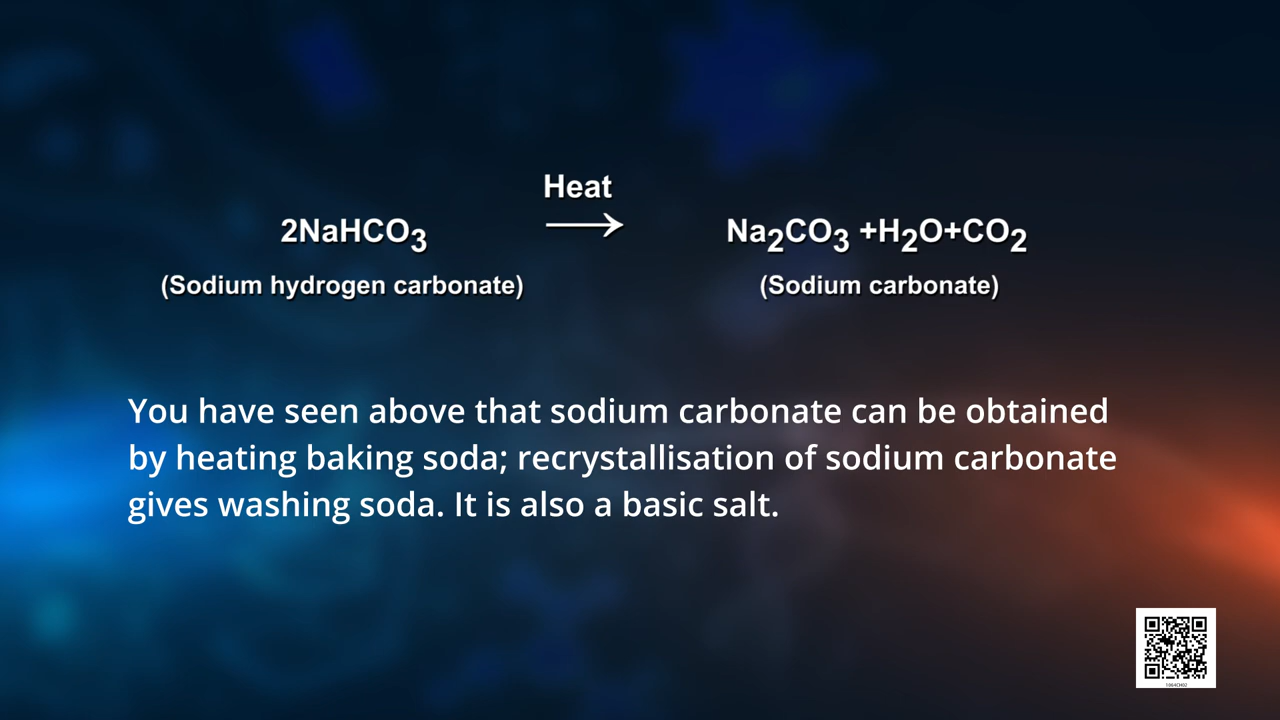 Heat
2NaHCO₃ → Na₂CO₃ +H₂O+CO₂
(Sodium hydrogen carbonate) (Sodium carbonate)
You have seen above that sodium carbonate can be obtained
by heating baking soda; recrystallisation of sodium carbonate
gives washing soda. It is also a basic salt.